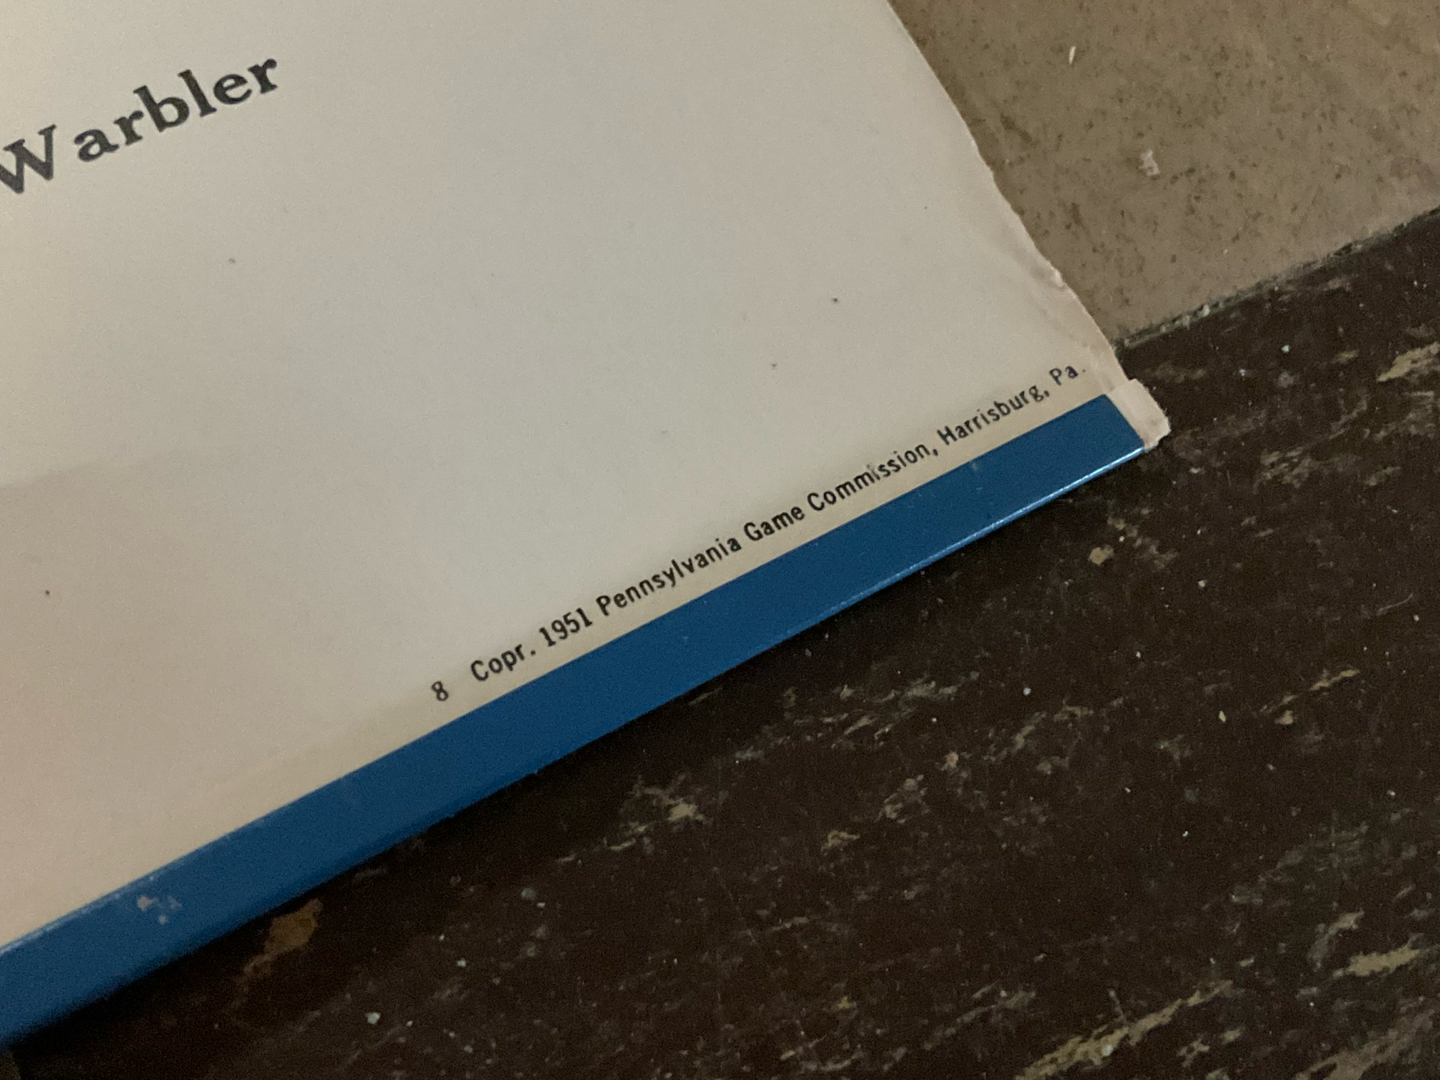 Warbler
8 Copr. 1951 Pennsylvania Game Commission, Harrisburg, Pa.